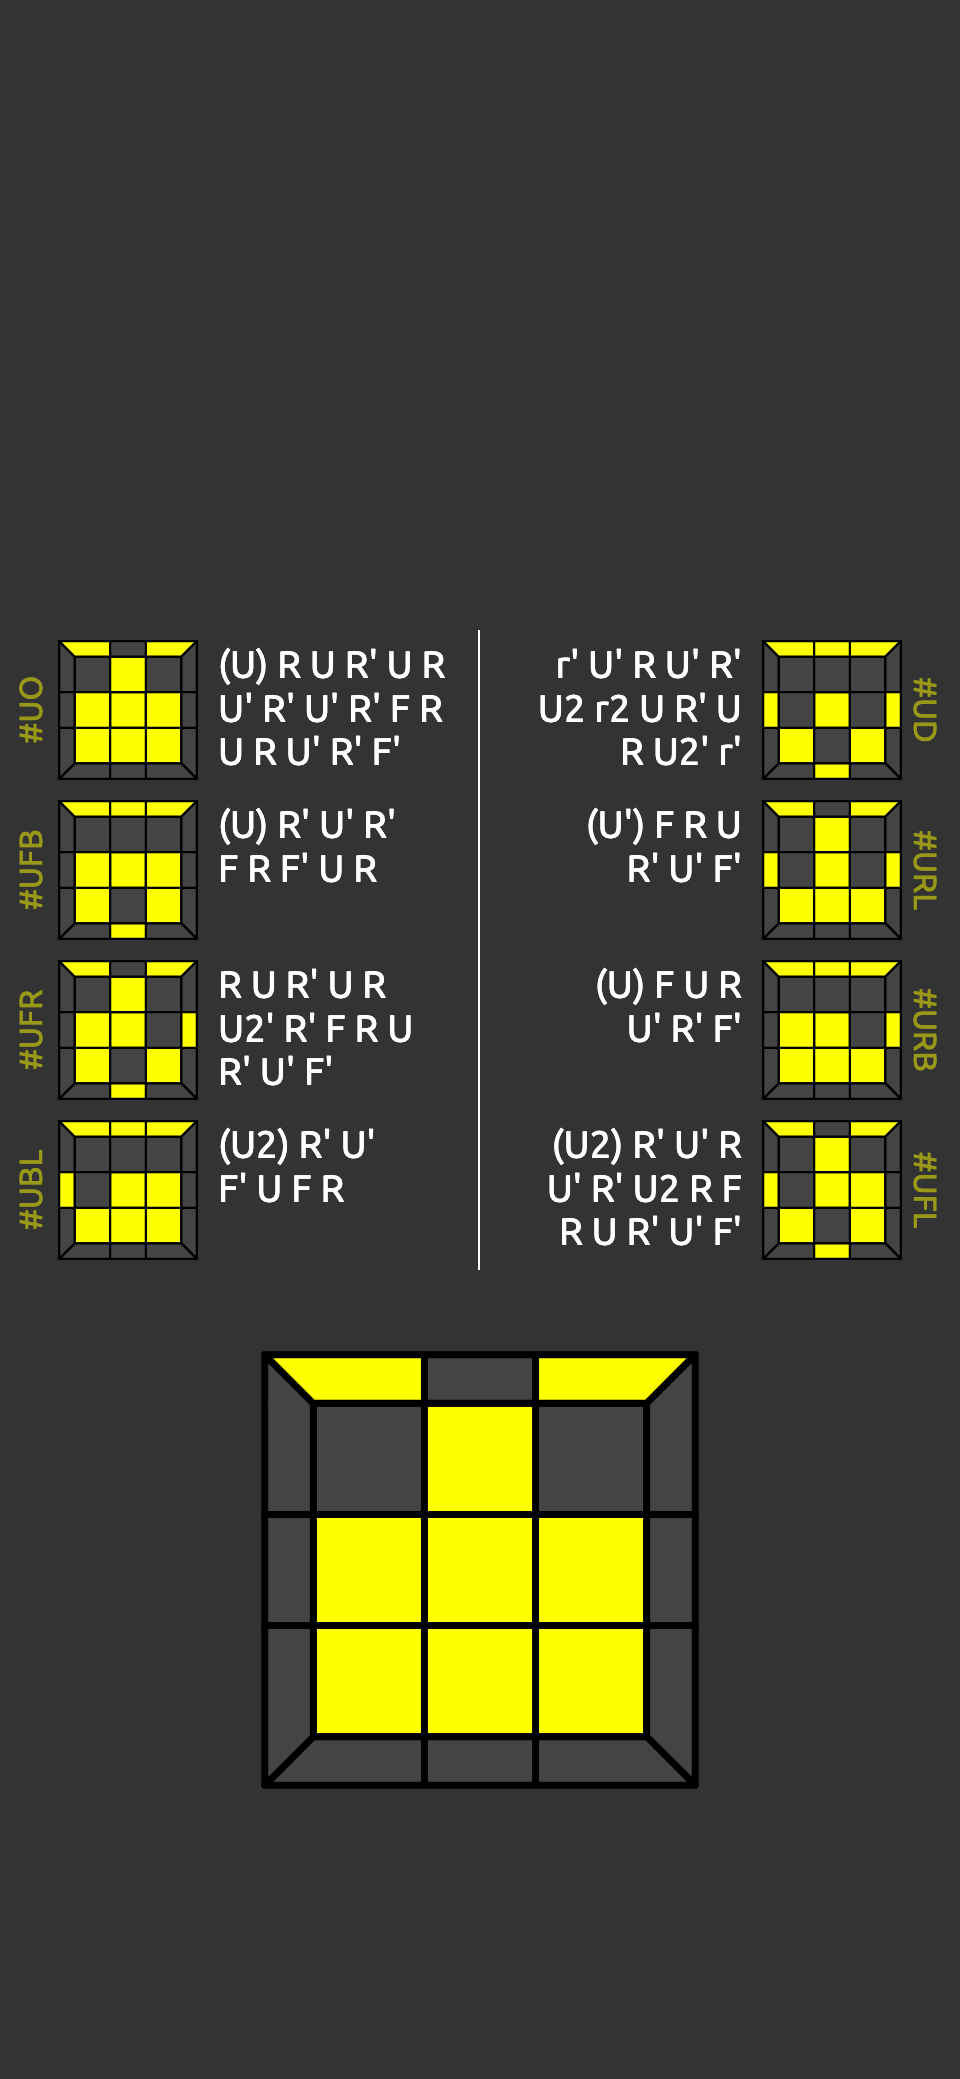 #UO
(U) R U R' U R
U' R' U' R' F R
U R U' R' F'
#UFB
(U) R' U' R'
F R F' U R
#UFR
R U R' U R
U2' R' F R U
R' U' F'
#UBL
(U2) R' U'
F' U F R
r' U' R U' R'
U2 r2 U R' U
R U2' r'
#UD
(U') F R U
R' U' F'
#URL
(U) F U R
U' R' F'
#URB
(U2) R' U' R
U' R' U2 R F
R U R' U' F'
#UFL